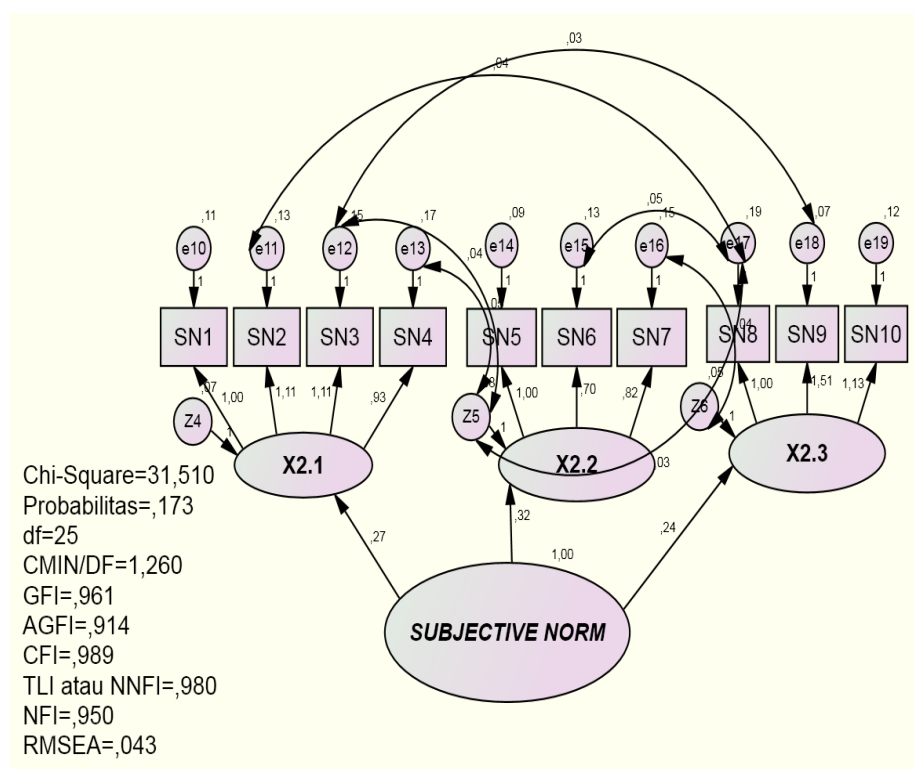 ,03
,04
,11
,13
,15
,17
,09
,13
,05
,15
,19
,07
,12
e10
e11
e12
e13
e14
e15
e16
e17
e18
e19
,04
1
1
1
1
1
1
1
1
1
SN1
SN2
SN3
SN4
SN5
SN6
SN7
SN8
SN9
SN10
,04
,07
1,00
1,11
1,11
,93
1,00
,70
,82
,05
1,00
1,51
1,13
Z4
1
Z5
1
Z6
1
X2.1
X2.2
X2.3
,03
,27
,32
,24
1,00
SUBJECTIVE NORM
Chi-Square=31,510
Probabilitas=,173
df=25
CMIN/DF=1,260
GFI=,961
AGFI=,914
CFI=,989
TLI atau NNFI=,980
NFI=,950
RMSEA=,043